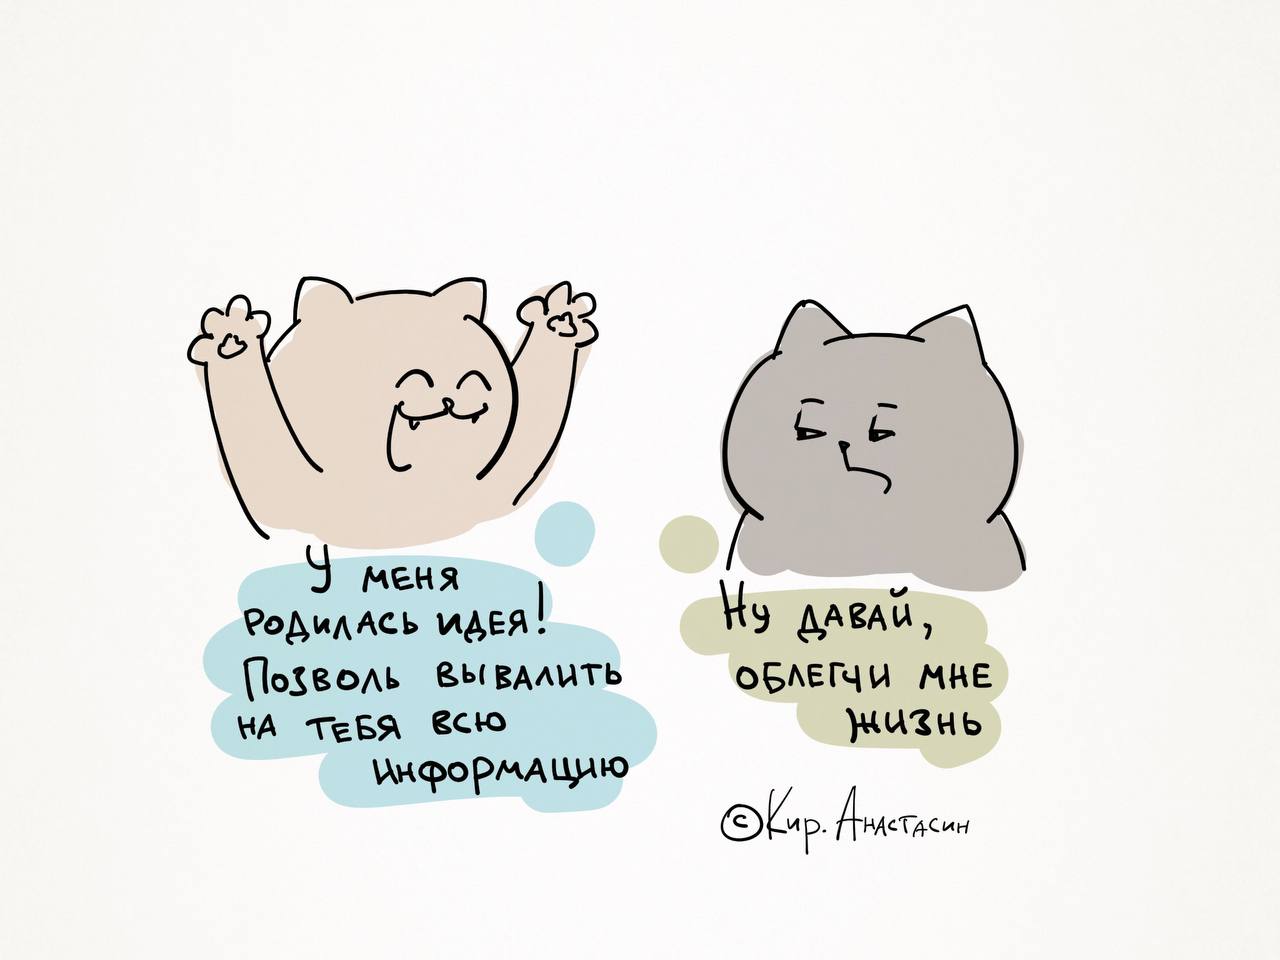 У меня
родилась идея!
Позволь вывалить
на тебя всю
информацию
Ну давай,
облегчи мне
жизнь
© Кир. Анастасин